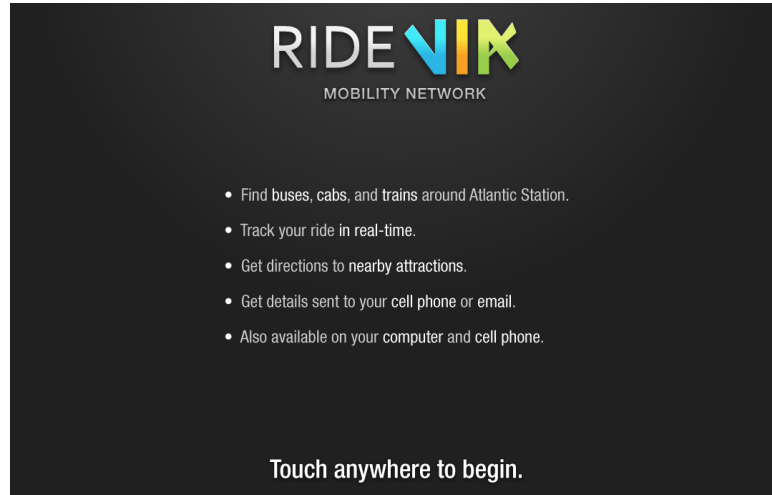 RIDE VIA
MOBILITY NETWORK
• Find buses, cabs, and trains around Atlantic Station.
• Track your ride in real-time.
• Get directions to nearby attractions.
• Get details sent to your cell phone or email.
• Also available on your computer and cell phone.
Touch anywhere to begin.